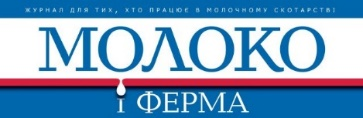 ЖУРНАЛ ДЛЯ ТИХ, ХТО ПРАЦЮЄ В МОЛОЧНОМУ СКОТАРСТВІ
МОЛОКО
і ФЕРМА